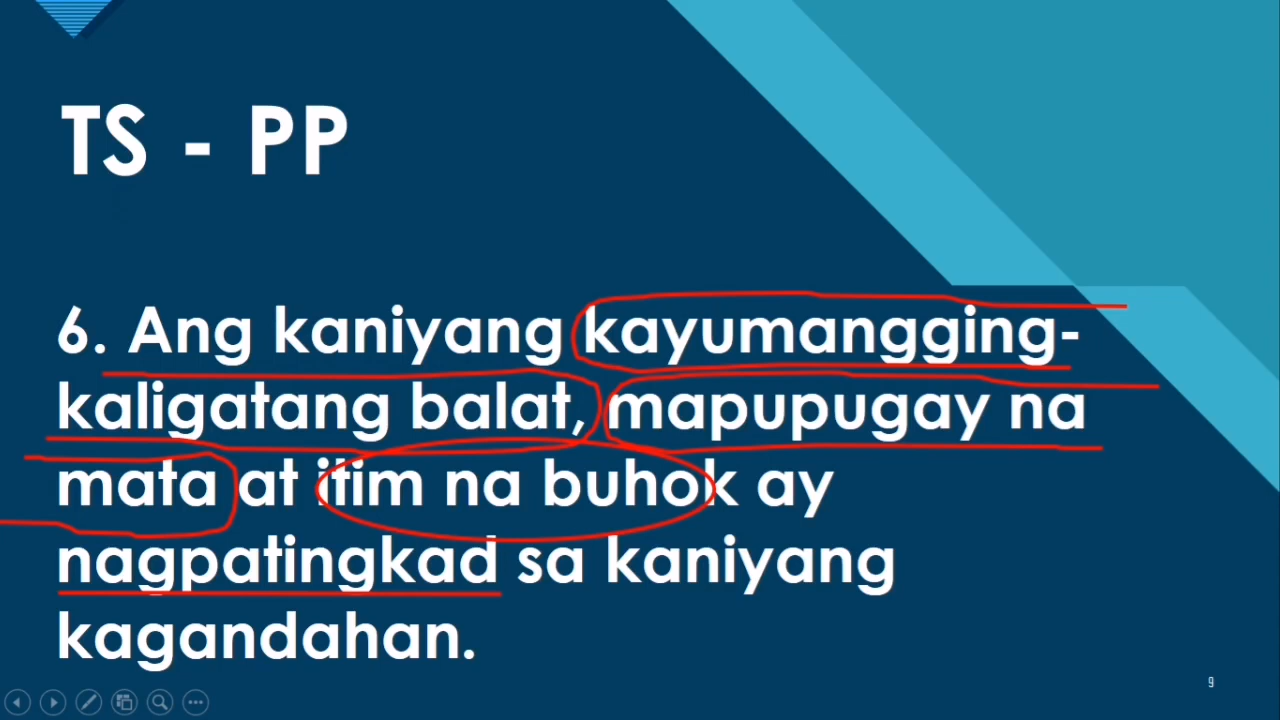 TS - PP
6. Ang kaniyang kayumangging-
kaligatang balat, mapupugay na
mata at itim na buhok ay
nagpatingkad sa kaniyang
kagandahan.
9